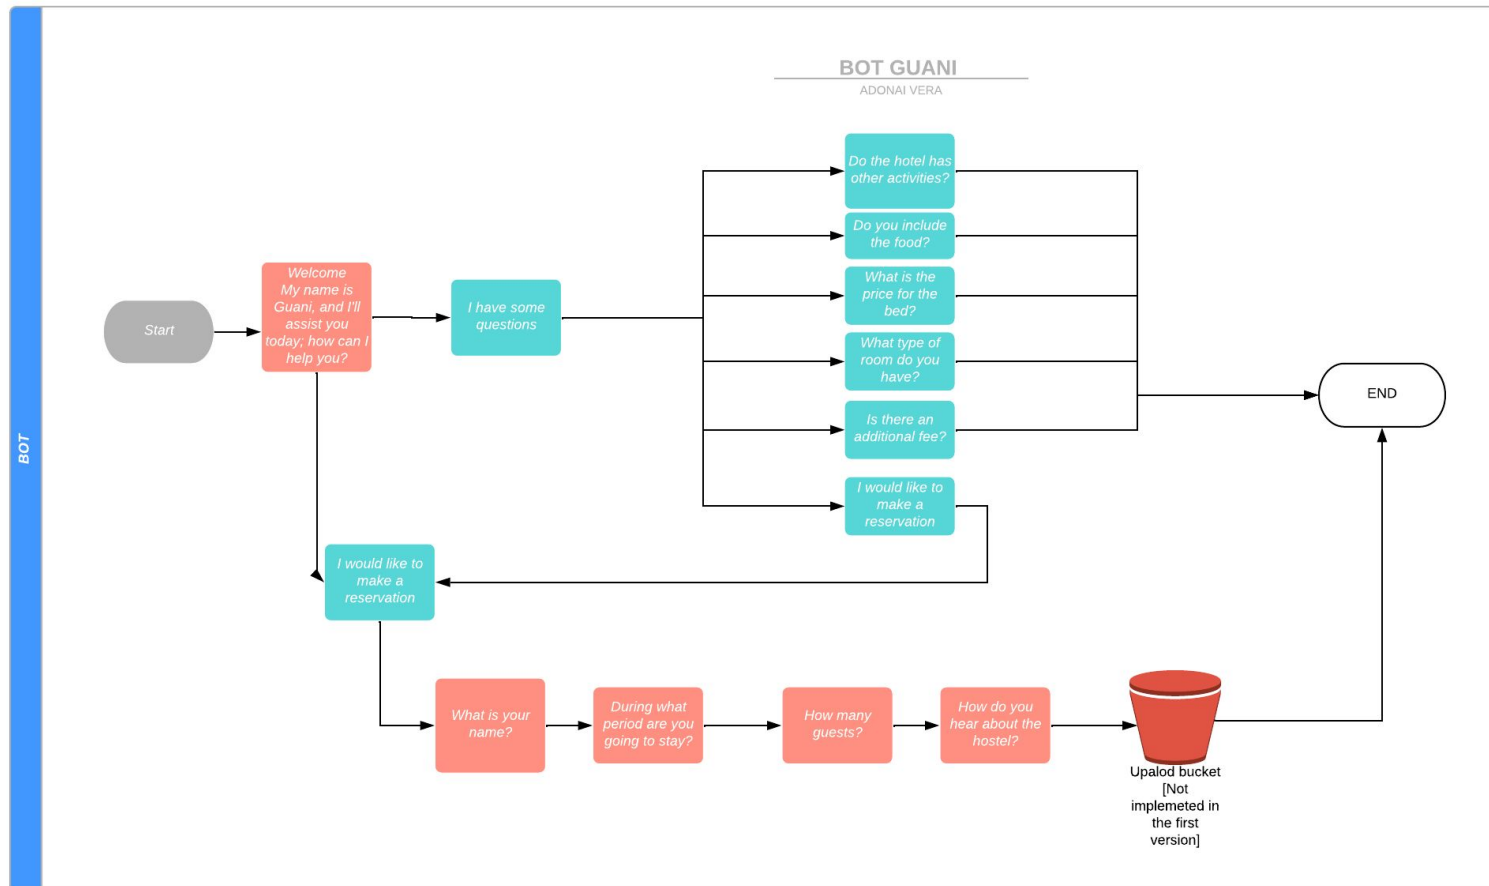 BOT GUANI
ADONAI VERA
BOT
Start
Welcome
My name is
Guani, and I'll
assist you
today; how can I
help you?
I have some
questions
Do the hotel has
other activities?
Do you include
the food?
What is the
price for the
bed?
What type of
room do you
have?
Is there an
additional fee?
I would like to
make a
reservation
END
I would like to
make a
reservation
What is your
name?
During what
period are you
going to stay?
How many
guests?
How do you
hear about the
hostel?
Upalod bucket
[Not
implemeted in
the first
version]